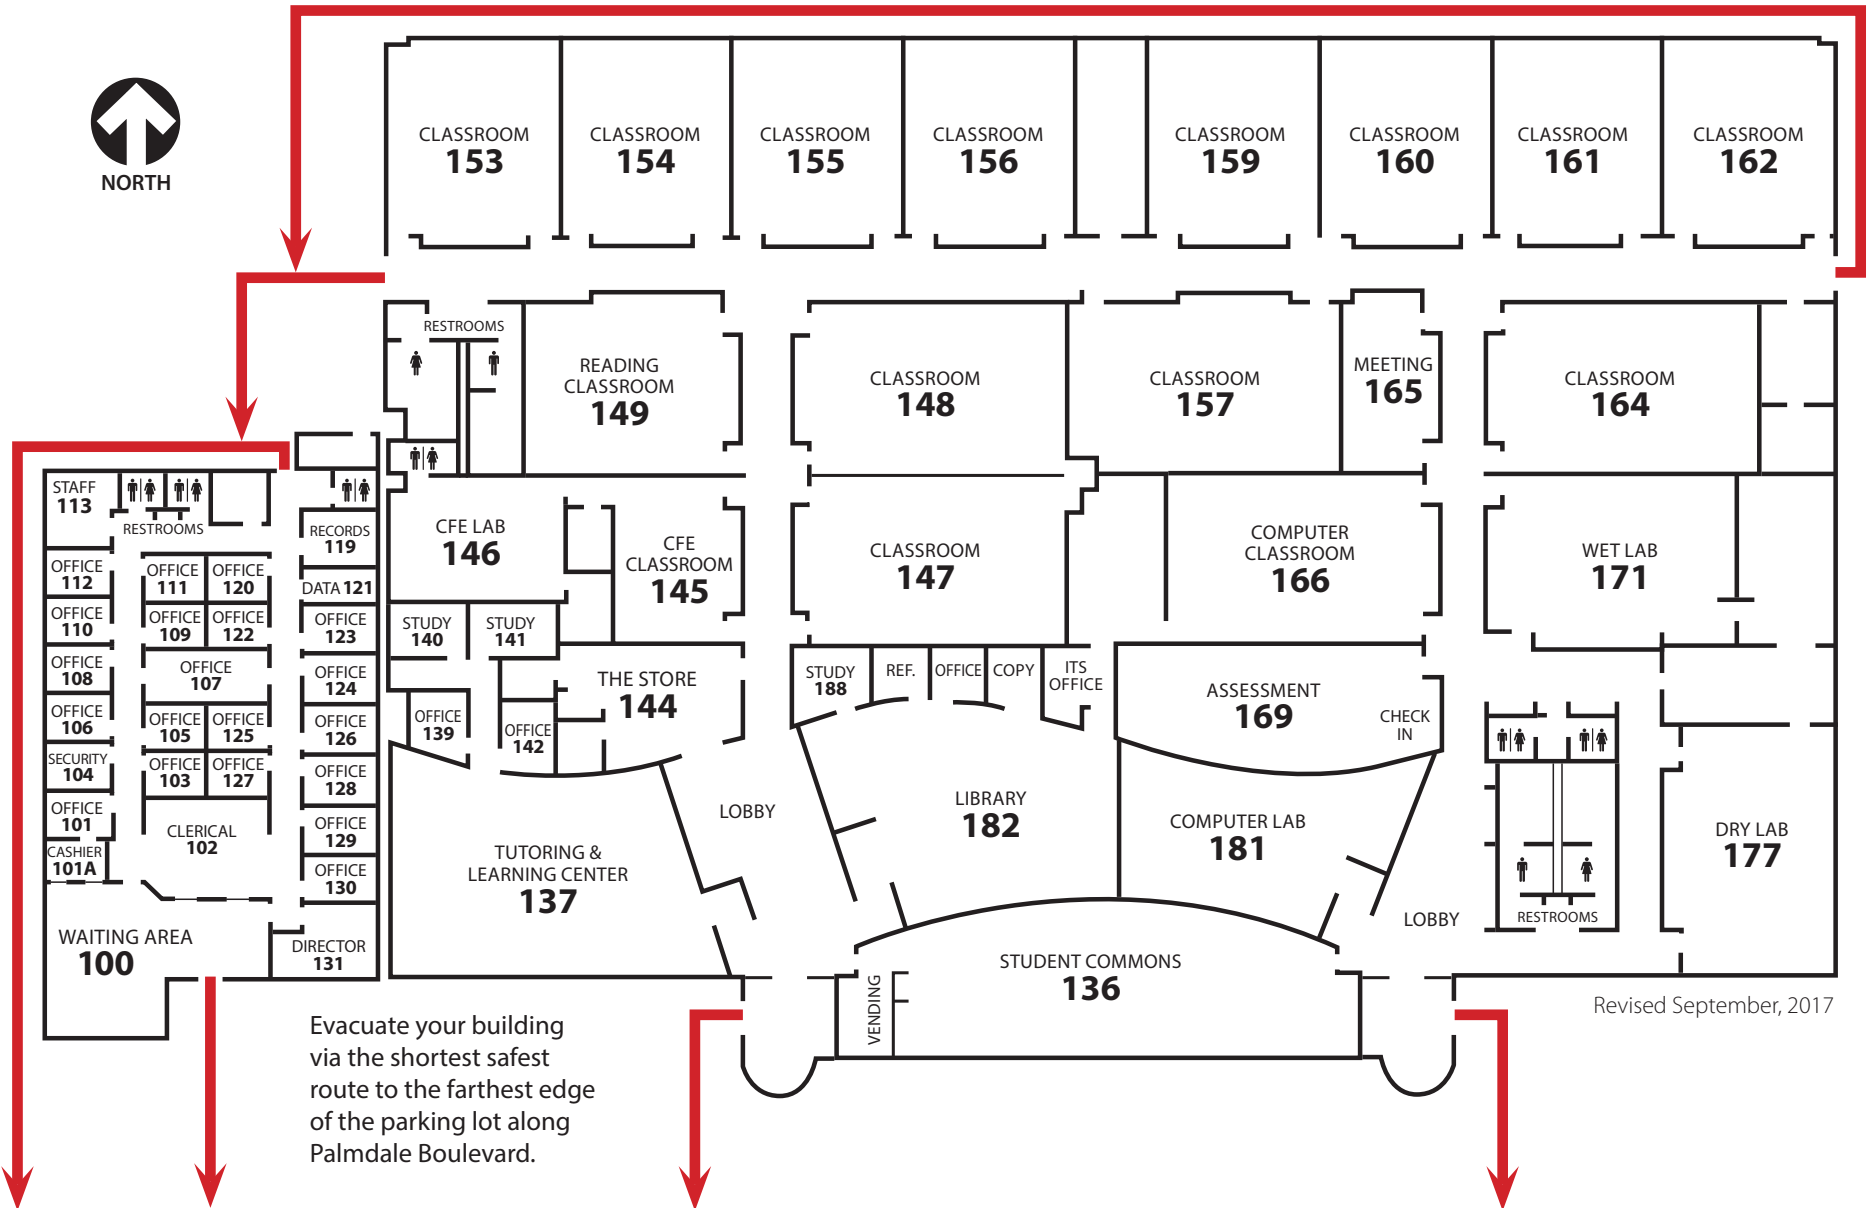 NORTH
CLASSROOM
153
CLASSROOM
154
CLASSROOM
155
CLASSROOM
156
CLASSROOM
159
CLASSROOM
160
CLASSROOM
161
CLASSROOM
162
RESTROOMS
READING
CLASSROOM
149
CLASSROOM
148
CLASSROOM
157
MEETING
165
CLASSROOM
164
STAFF
113
RESTROOMS
RECORDS
119
CFE LAB
146
CFE
CLASSROOM
145
CLASSROOM
147
COMPUTER
CLASSROOM
166
WET LAB
171
OFFICE
112
OFFICE
111
OFFICE
120
DATA 121
OFFICE
110
OFFICE
109
OFFICE
122
OFFICE
123
STUDY
140
STUDY
141
OFFICE
108
OFFICE
107
OFFICE
124
THE STORE
144
STUDY
188
REF.
OFFICE
COPY
ITS
OFFICE
ASSESSMENT
169
CHECK
IN
OFFICE
106
OFFICE
105
OFFICE
125
OFFICE
126
OFFICE
139
OFFICE
142
SECURITY
104
OFFICE
103
OFFICE
127
OFFICE
128
OFFICE
101
CLERICAL
102
OFFICE
129
LOBBY
LIBRARY
182
COMPUTER LAB
181
DRY LAB
177
CASHIER
101A
OFFICE
130
TUTORING &
LEARNING CENTER
137
LOBBY
RESTROOMS
WAITING AREA
100
DIRECTOR
131
STUDENT COMMONS
136
VENDING
Revised September, 2017
Evacuate your building
via the shortest safest
route to the farthest edge
of the parking lot along
Palmdale Boulevard.